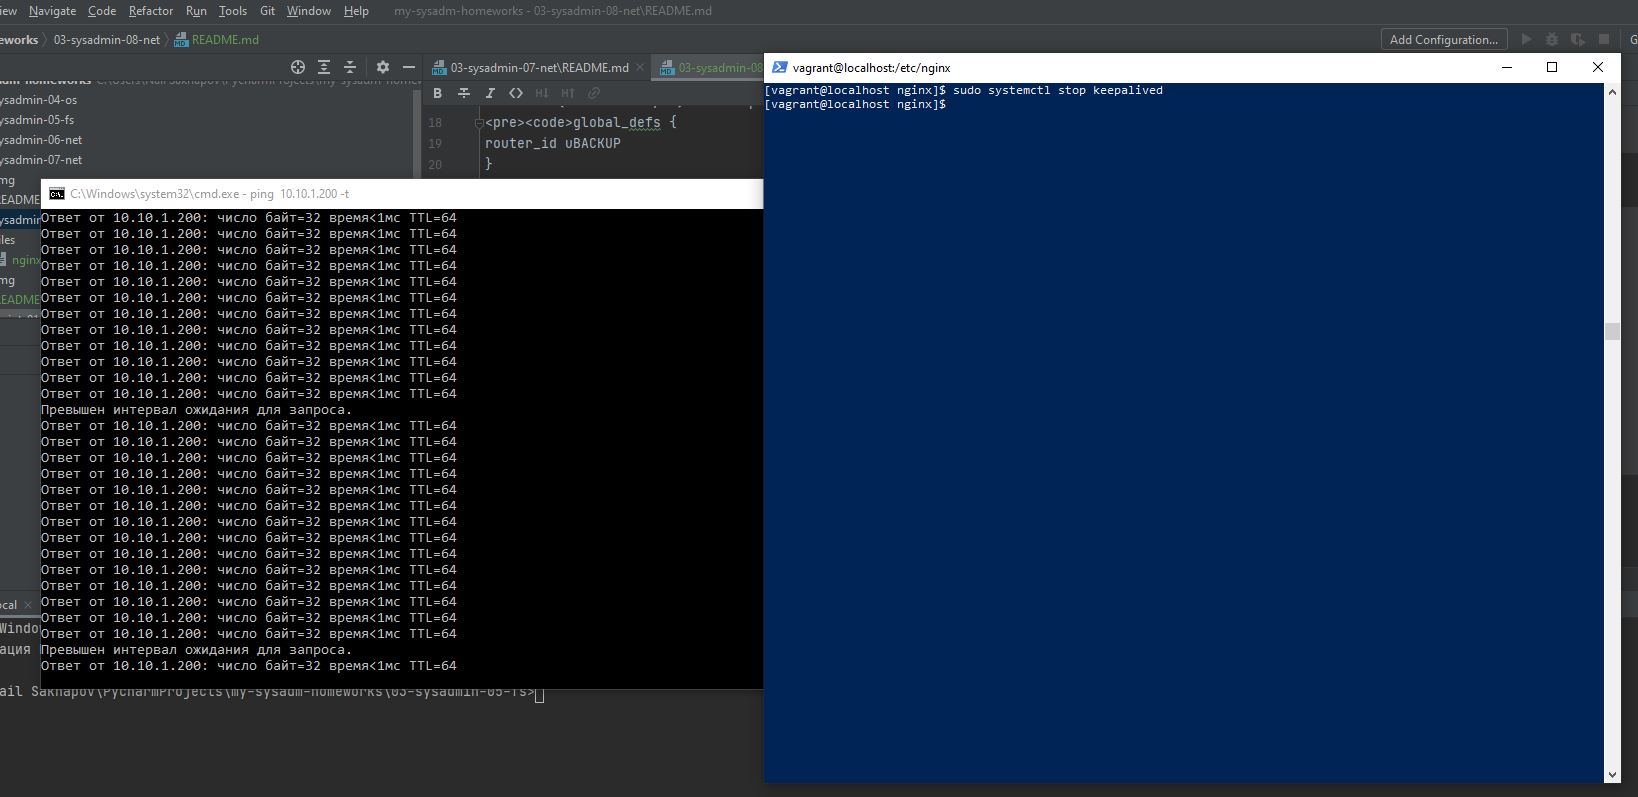 iew Navigate Code Refactor Run Tools Git Window Help my-sysadm-homeworks - 03-sysadmin-08-net\README.md
eworks 03-sysadmin-08-net README.md
Add Configuration...
03-sysadmin-07-net\README.md
03-sysadmin-08
ysadmin-04-os
ysadmin-05-fs
ysadmin-06-net
ysadmin-07-net
mg
README
ysadmin
iles
nginx
mg
README
18 <pre><code>global_defs {
19 router_id uBACKUP
20 }
C:\Windows\system32\cmd.exe - ping 10.10.1.200 -t
Ответ от 10.10.1.200: число байт=32 время<1мс TTL=64
Ответ от 10.10.1.200: число байт=32 время<1мс TTL=64
Ответ от 10.10.1.200: число байт=32 время<1мс TTL=64
Ответ от 10.10.1.200: число байт=32 время<1мс TTL=64
Ответ от 10.10.1.200: число байт=32 время<1мс TTL=64
Ответ от 10.10.1.200: число байт=32 время<1мс TTL=64
Ответ от 10.10.1.200: число байт=32 время<1мс TTL=64
Ответ от 10.10.1.200: число байт=32 время<1мс TTL=64
Ответ от 10.10.1.200: число байт=32 время<1мс TTL=64
Ответ от 10.10.1.200: число байт=32 время<1мс TTL=64
Ответ от 10.10.1.200: число байт=32 время<1мс TTL=64
Ответ от 10.10.1.200: число байт=32 время<1мс TTL=64
Превышен интервал ожидания для запроса.
Ответ от 10.10.1.200: число байт=32 время<1мс TTL=64
Ответ от 10.10.1.200: число байт=32 время<1мс TTL=64
Ответ от 10.10.1.200: число байт=32 время<1мс TTL=64
Ответ от 10.10.1.200: число байт=32 время<1мс TTL=64
Ответ от 10.10.1.200: число байт=32 время<1мс TTL=64
Ответ от 10.10.1.200: число байт=32 время<1мс TTL=64
Ответ от 10.10.1.200: число байт=32 время<1мс TTL=64
Ответ от 10.10.1.200: число байт=32 время<1мс TTL=64
Ответ от 10.10.1.200: число байт=32 время<1мс TTL=64
Ответ от 10.10.1.200: число байт=32 время<1мс TTL=64
Ответ от 10.10.1.200: число байт=32 время<1мс TTL=64
Ответ от 10.10.1.200: число байт=32 время<1мс TTL=64
Ответ от 10.10.1.200: число байт=32 время<1мс TTL=64
Ответ от 10.10.1.200: число байт=32 время<1мс TTL=64
Превышен интервал ожидания для запроса.
Ответ от 10.10.1.200: число байт=32 время<1мс TTL=64
ocal
Windo
ация
ail Sakhapov\PycharmProjects\my-sysadm-homeworks\03-sysadmin-05-fs>
vagrant@localhost:/etc/nginx
[vagrant@localhost nginx]$ sudo systemctl stop keepalived
[vagrant@localhost nginx]$